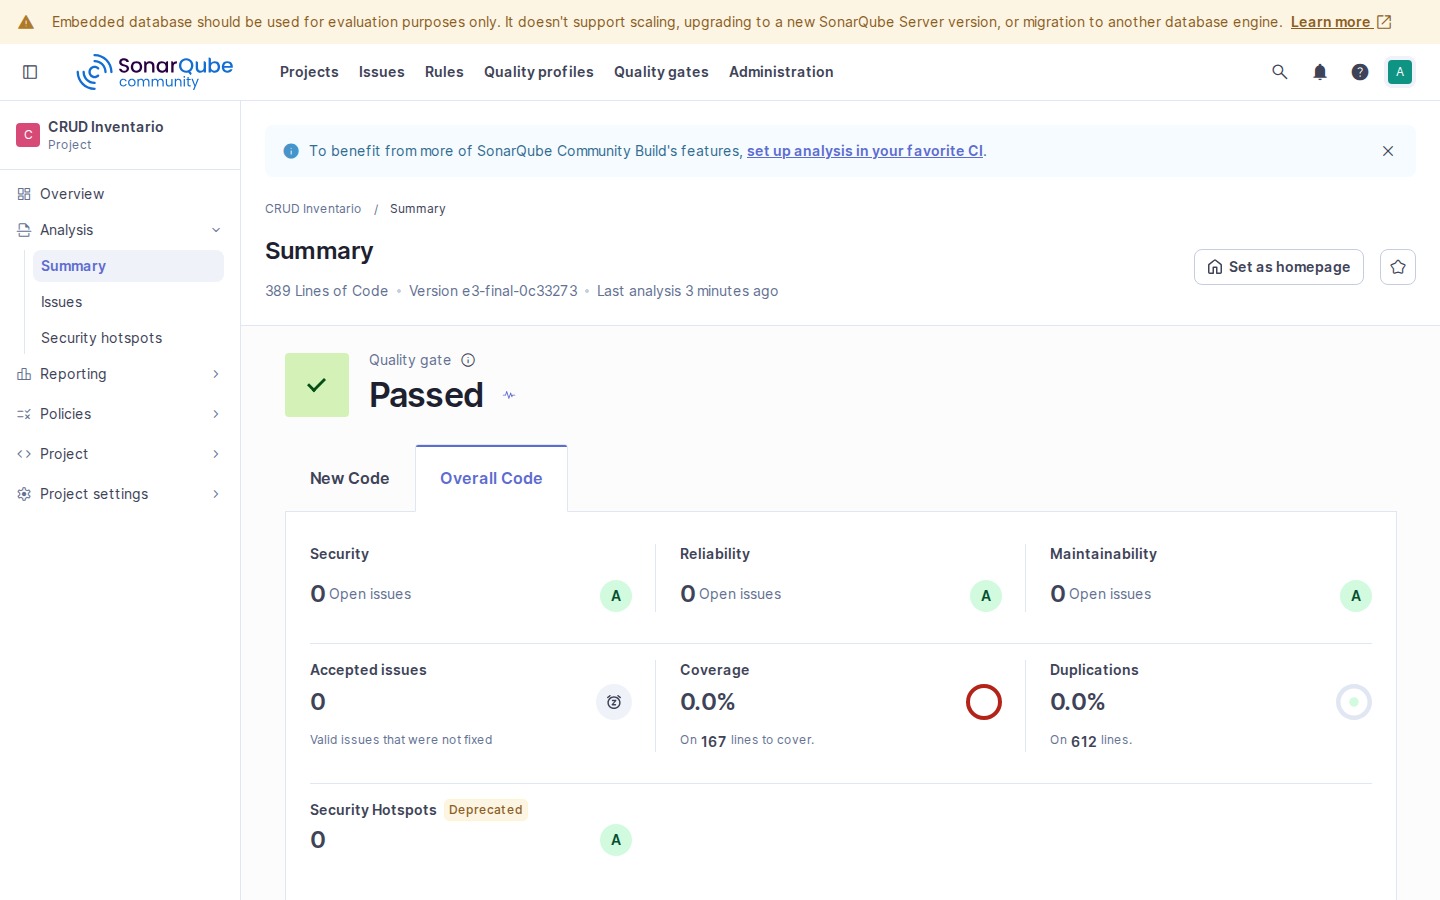 Embedded database should be used for evaluation purposes only. It doesn't support scaling, upgrading to a new SonarQube Server version, or migration to another database engine. Learn more
SonarQube community
Projects Issues Rules Quality profiles Quality gates Administration
? A
C CRUD Inventario
Project
Overview
Analysis
Summary
Issues
Security hotspots
Reporting
Policies
Project
Project settings
To benefit from more of SonarQube Community Build's features, set up analysis in your favorite CI.
CRUD Inventario / Summary
Summary
Set as homepage
389 Lines of Code • Version e3-final-0c33273 • Last analysis 3 minutes ago
Quality gate
Passed
New Code Overall Code
Security
0 Open issues A
Reliability
0 Open issues A
Maintainability
0 Open issues A
Accepted issues
0
Valid issues that were not fixed
Coverage
0.0%
On 167 lines to cover.
Duplications
0.0%
On 612 lines.
Security Hotspots Deprecated
0 A